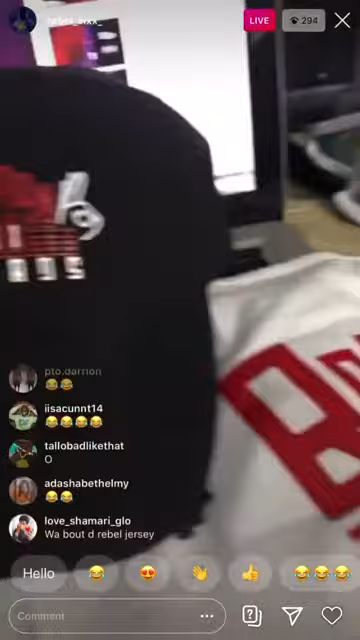 LIVE
294
pto.darrion
😂😂
iisacunnt14
😂😂😂😂
tallobadlikethat
O
adashabethelmy
😂😂
love_shamari_glo
Wa bout d rebel jersey
Hello 😂 😍 👋 👍 😂😂😂
Comment